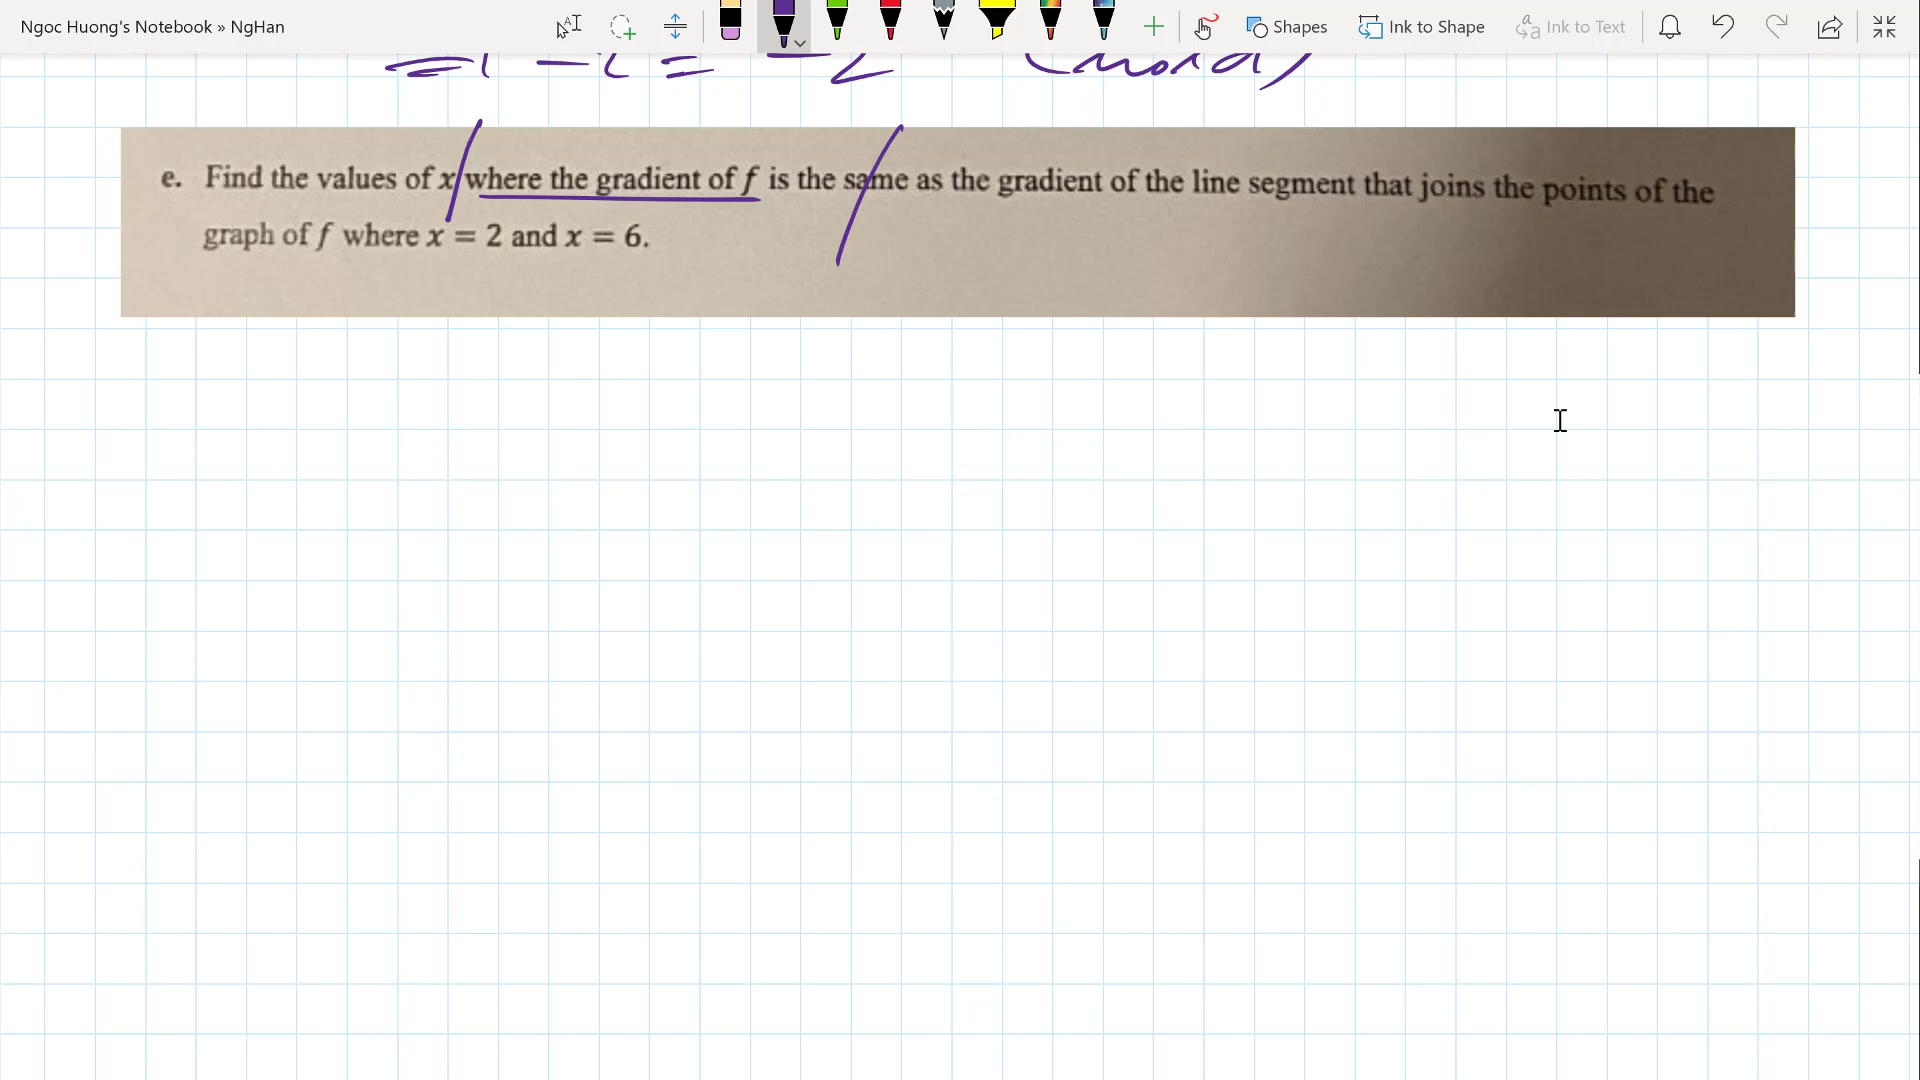 Ngoc Huong's Notebook » NgHan
Shapes
Ink to Shape
Ink to Text
= -2
e. Find the values of x where the gradient of f is the same as the gradient of the line segment that joins the points of the
graph of f where x = 2 and x = 6.